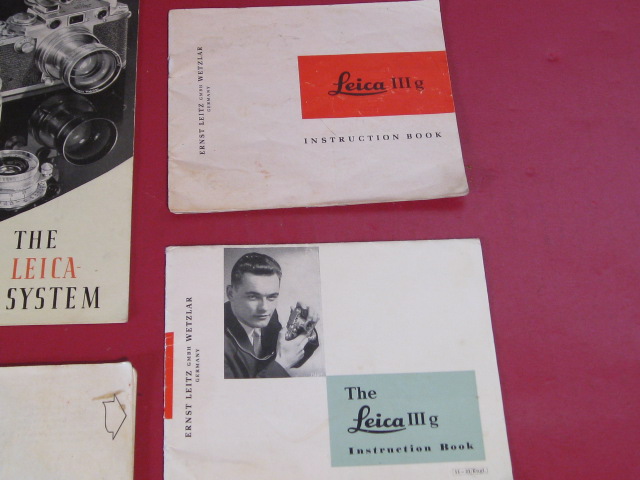 ERNST LEITZ GMBH WETZLAR
GERMANY
Leica IIIg
INSTRUCTION BOOK
THE
LEICA-
SYSTEM
ERNST LEITZ GMBH WETZLAR
GERMANY
The
Leica IIIg
Instruction Book